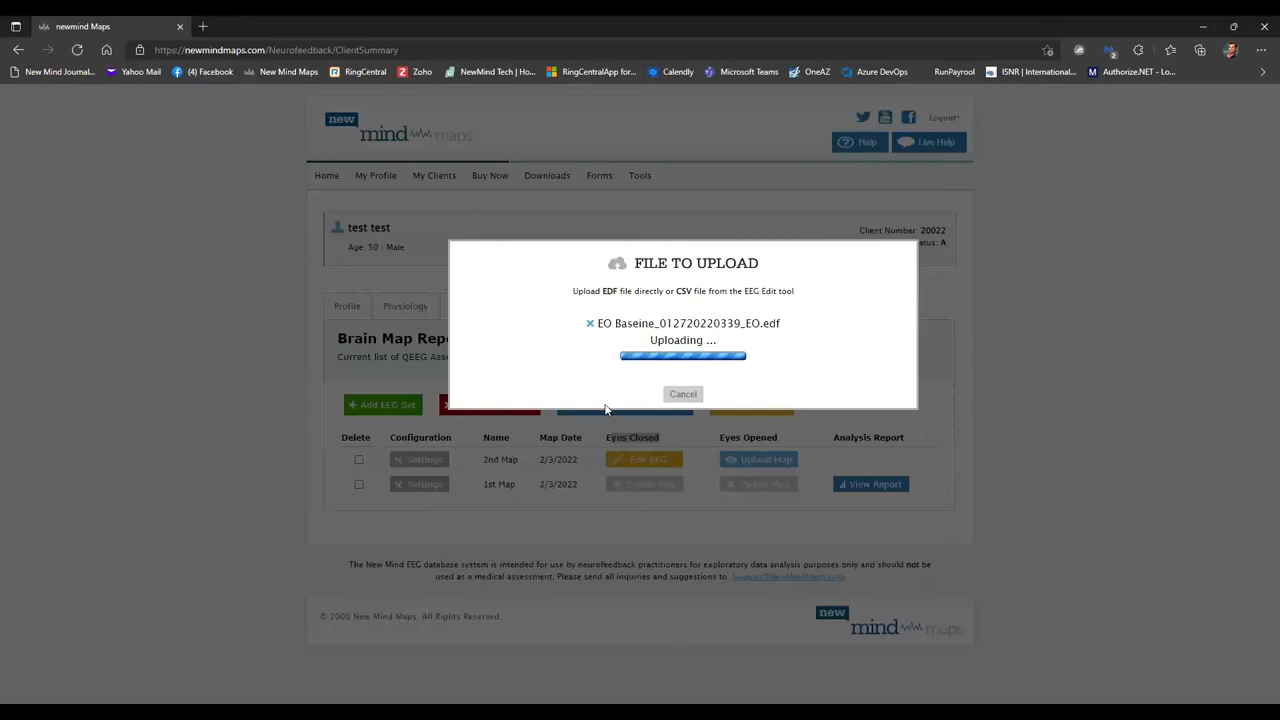 newmind Maps
https://newmindmaps.com/Neurofeedback/ClientSummary
New Mind Journal... Yahoo Mail (4) Facebook New Mind Maps RingCentral Zoho NewMind Tech | Ho... RingCentralApp for... Calendly Microsoft Teams OneAZ Azure DevOps RunPayrol ISNR | International... Authorize.NET - Lo...
new
mind maps
Logout
Help
Live Help
Home My Profile My Clients Buy Now Downloads Forms Tools
test test
Client Number: 20022
Age: 50 : Male
atus: A
FILE TO UPLOAD
Upload EDF file directly or CSV file from the EEG Edit tool
EO Baseine_012720220339_EO.edf
Uploading ...
Cancel
Profile Physiology
Brain Map Repo
Current list of QEEG Asse
+ Add EEG Set
Delete Configuration Name Map Date Eyes Closed Eyes Opened Analysis Report
Settings 2nd Map 2/3/2022 Edit EEG Upload Map
Settings 1st Map 2/3/2022 View Report
The New Mind EEG database system is intended for use by neurofeedback practitioners for exploratory data analysis purposes only and should not be
used as a medical assessment. Please send all inquiries and suggestions to: Support@NewMindMaps.com
© 2006 New Mind Maps. All Rights Reserved.
new
mind maps